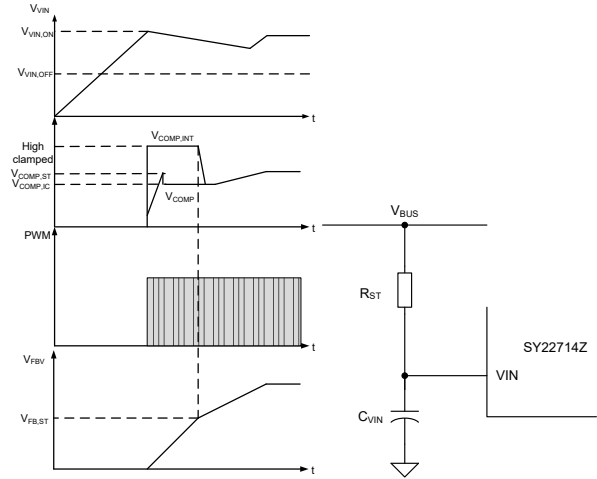 VVIN
VVIN,ON
VVIN,OFF
t
High
clamped
VCOMP,INT
VCOMP,ST
VCOMP,IC
VCOMP
t
PWM
t
VFBV
VFB,ST
t
VBUS
RST
SY22714Z
VIN
CVIN